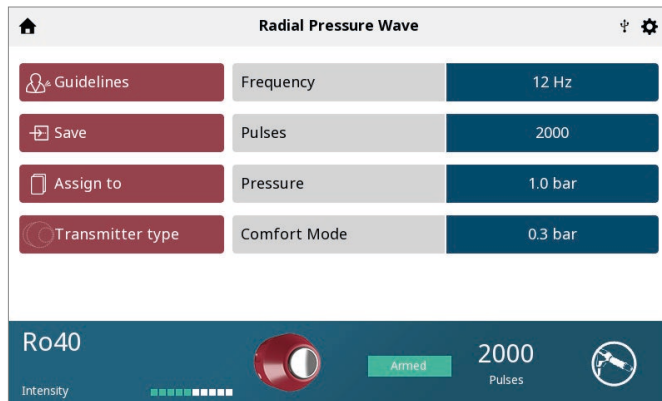 Radial Pressure Wave
Guidelines
Frequency
12 Hz
Save
Pulses
2000
Assign to
Pressure
1.0 bar
Transmitter type
Comfort Mode
0.3 bar
Ro40
Armed
2000
Pulses
Intensity